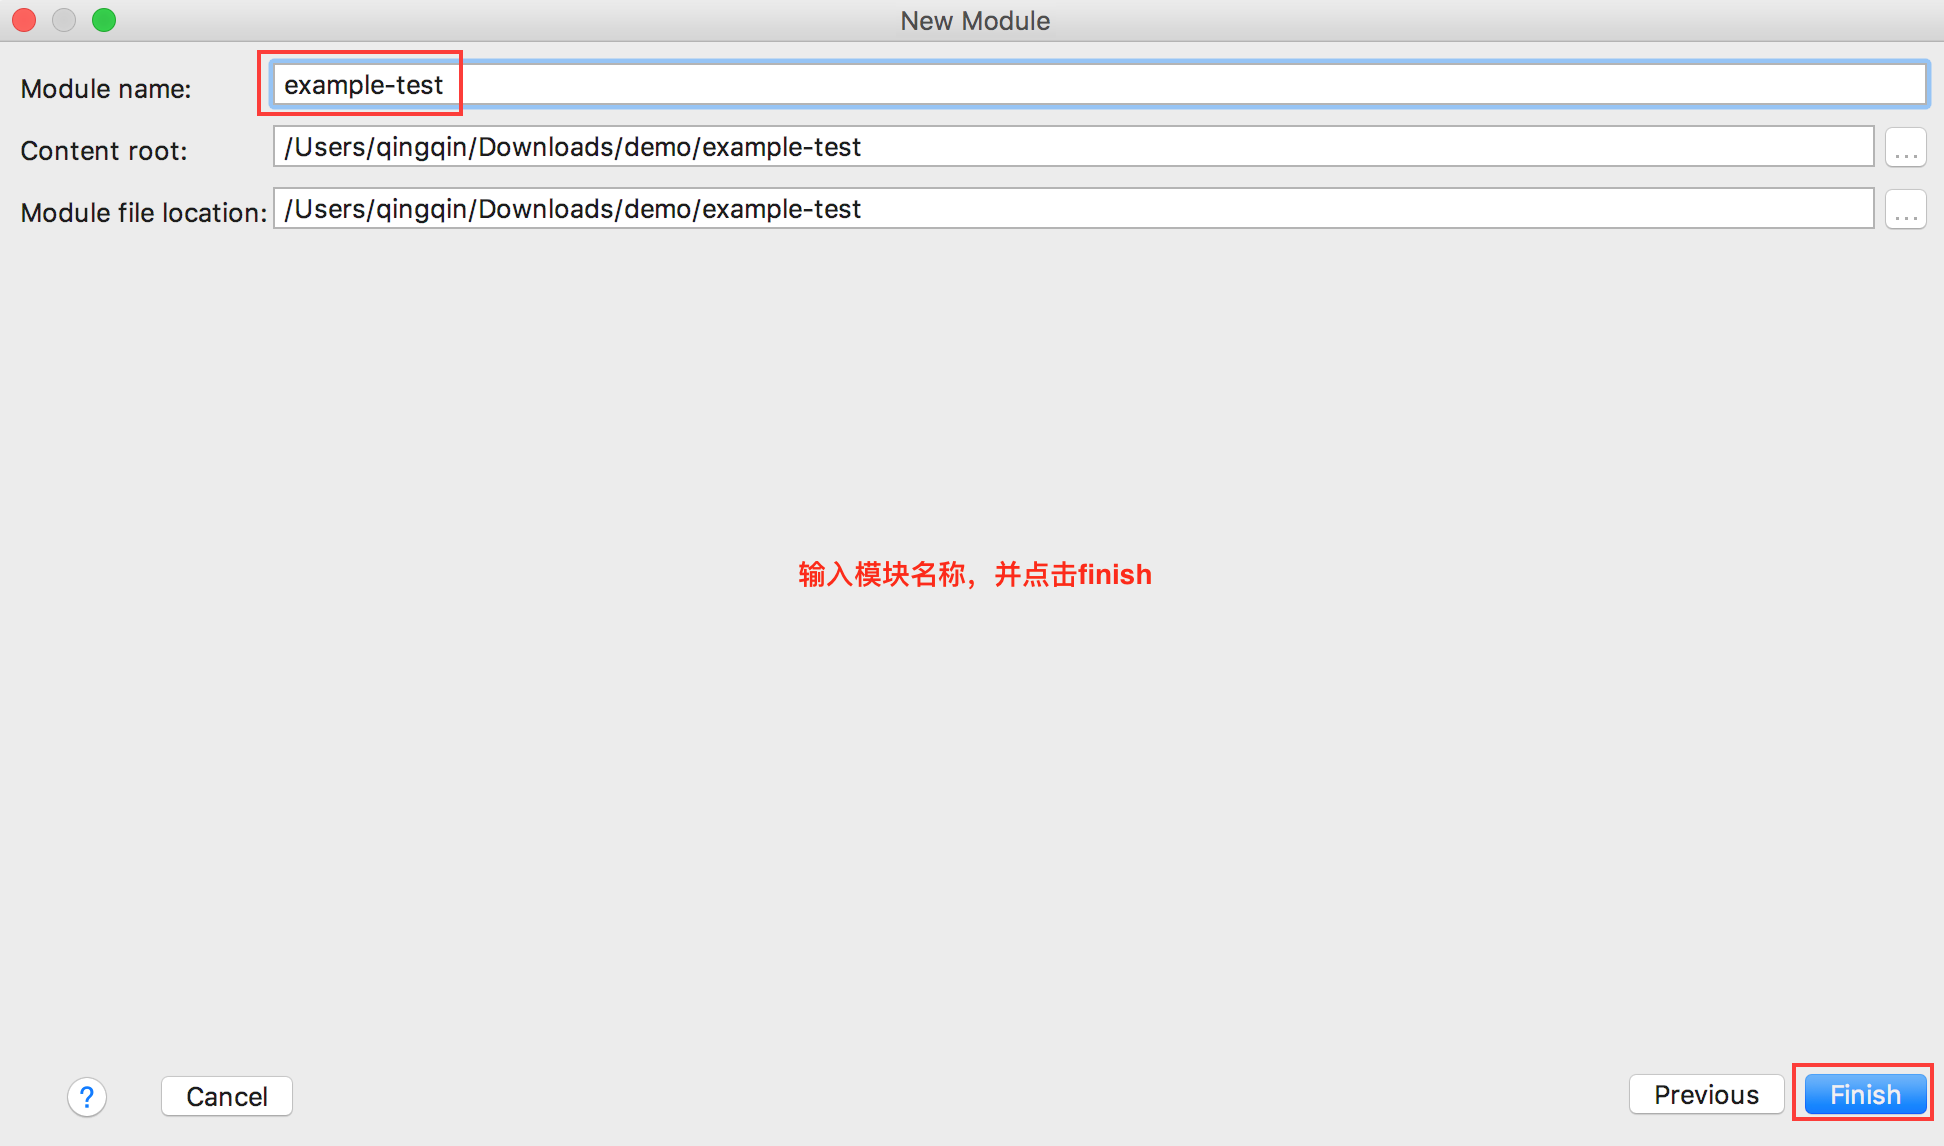 New Module
Module name: example-test
Content root: /Users/qingqin/Downloads/demo/example-test ...
Module file location: /Users/qingqin/Downloads/demo/example-test ...
输入模块名称，并点击finish
? Cancel Previous Finish